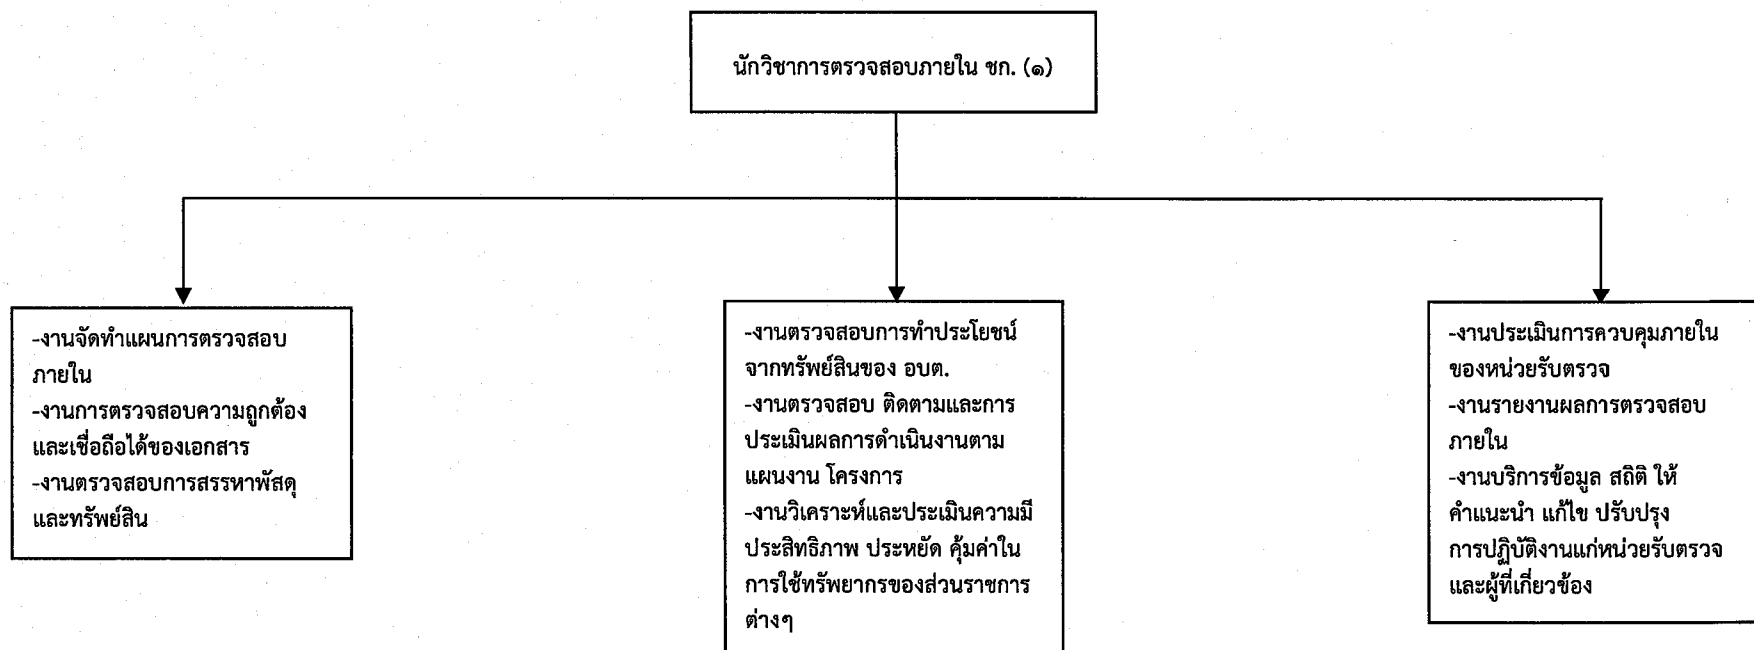 นักวิชาการตรวจสอบภายใน ชก. (๑)
-งานจัดทำแผนการตรวจสอบ
ภายใน
-งานการตรวจสอบความถูกต้อง
และเชื่อถือได้ของเอกสาร
-งานตรวจสอบการสรรหาพัสดุ
และทรัพย์สิน
-งานตรวจสอบการทำประโยชน์
จากทรัพย์สินของ อบต.
-งานตรวจสอบ ติดตามและการ
ประเมินผลการดำเนินงานตาม
แผนงาน โครงการ
-งานวิเคราะห์และประเมินความมี
ประสิทธิภาพ ประหยัด คุ้มค่าใน
การใช้ทรัพยากรของส่วนราชการ
ต่างๆ
-งานประเมินการควบคุมภายใน
ของหน่วยรับตรวจ
-งานรายงานผลการตรวจสอบ
ภายใน
-งานบริการข้อมูล สถิติ ให้
คำแนะนำ แก้ไข ปรับปรุง
การปฏิบัติงานแก่หน่วยรับตรวจ
และผู้ที่เกี่ยวข้อง